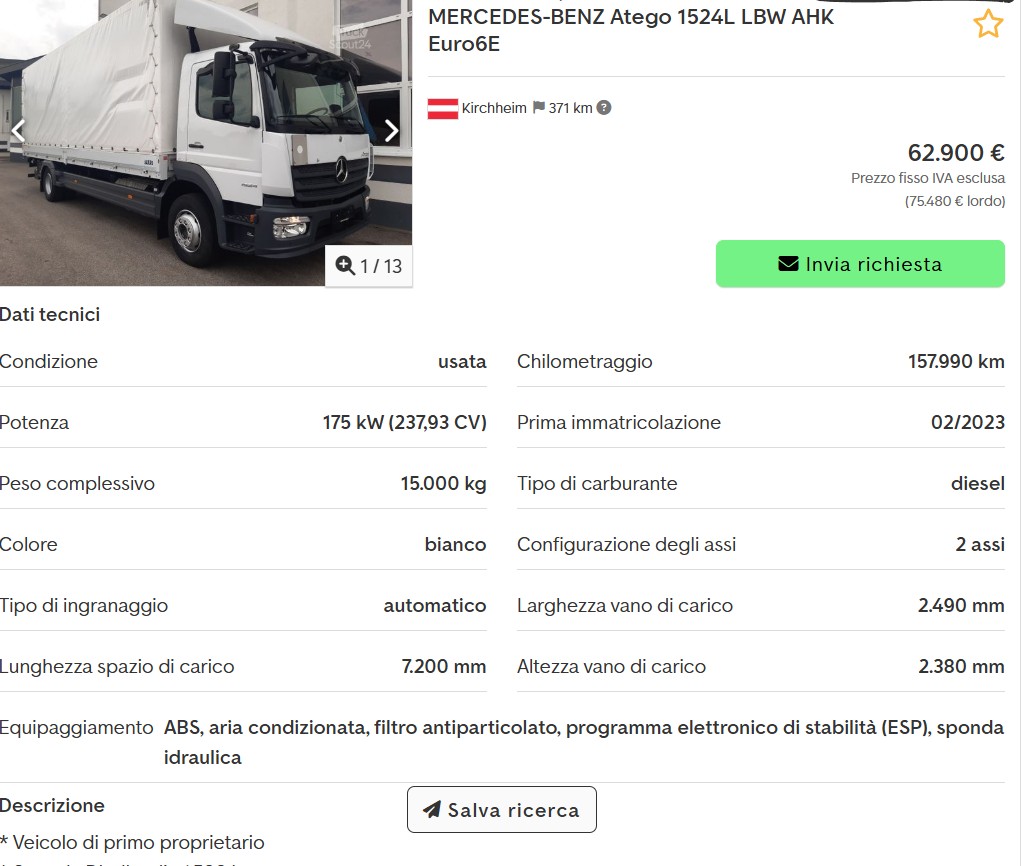 MERCEDES-BENZ Atego 1524L LBW AHK
Euro6E
Kirchheim 371 km ?
62.900 €
Prezzo fisso IVA esclusa
(75.480 € lordo)
Scout24
1 / 13
Invia richiesta
Dati tecnici
Condizione usata
Chilometraggio 157.990 km
Potenza 175 kW (237,93 CV)
Prima immatricolazione 02/2023
Peso complessivo 15.000 kg
Tipo di carburante diesel
Colore bianco
Configurazione degli assi 2 assi
Tipo di ingranaggio automatico
Larghezza vano di carico 2.490 mm
Lunghezza spazio di carico 7.200 mm
Altezza vano di carico 2.380 mm
Equipaggiamento ABS, aria condizionata, filtro antiparticolato, programma elettronico di stabilità (ESP), sponda
idraulica
Descrizione
Salva ricerca
* Veicolo di primo proprietario